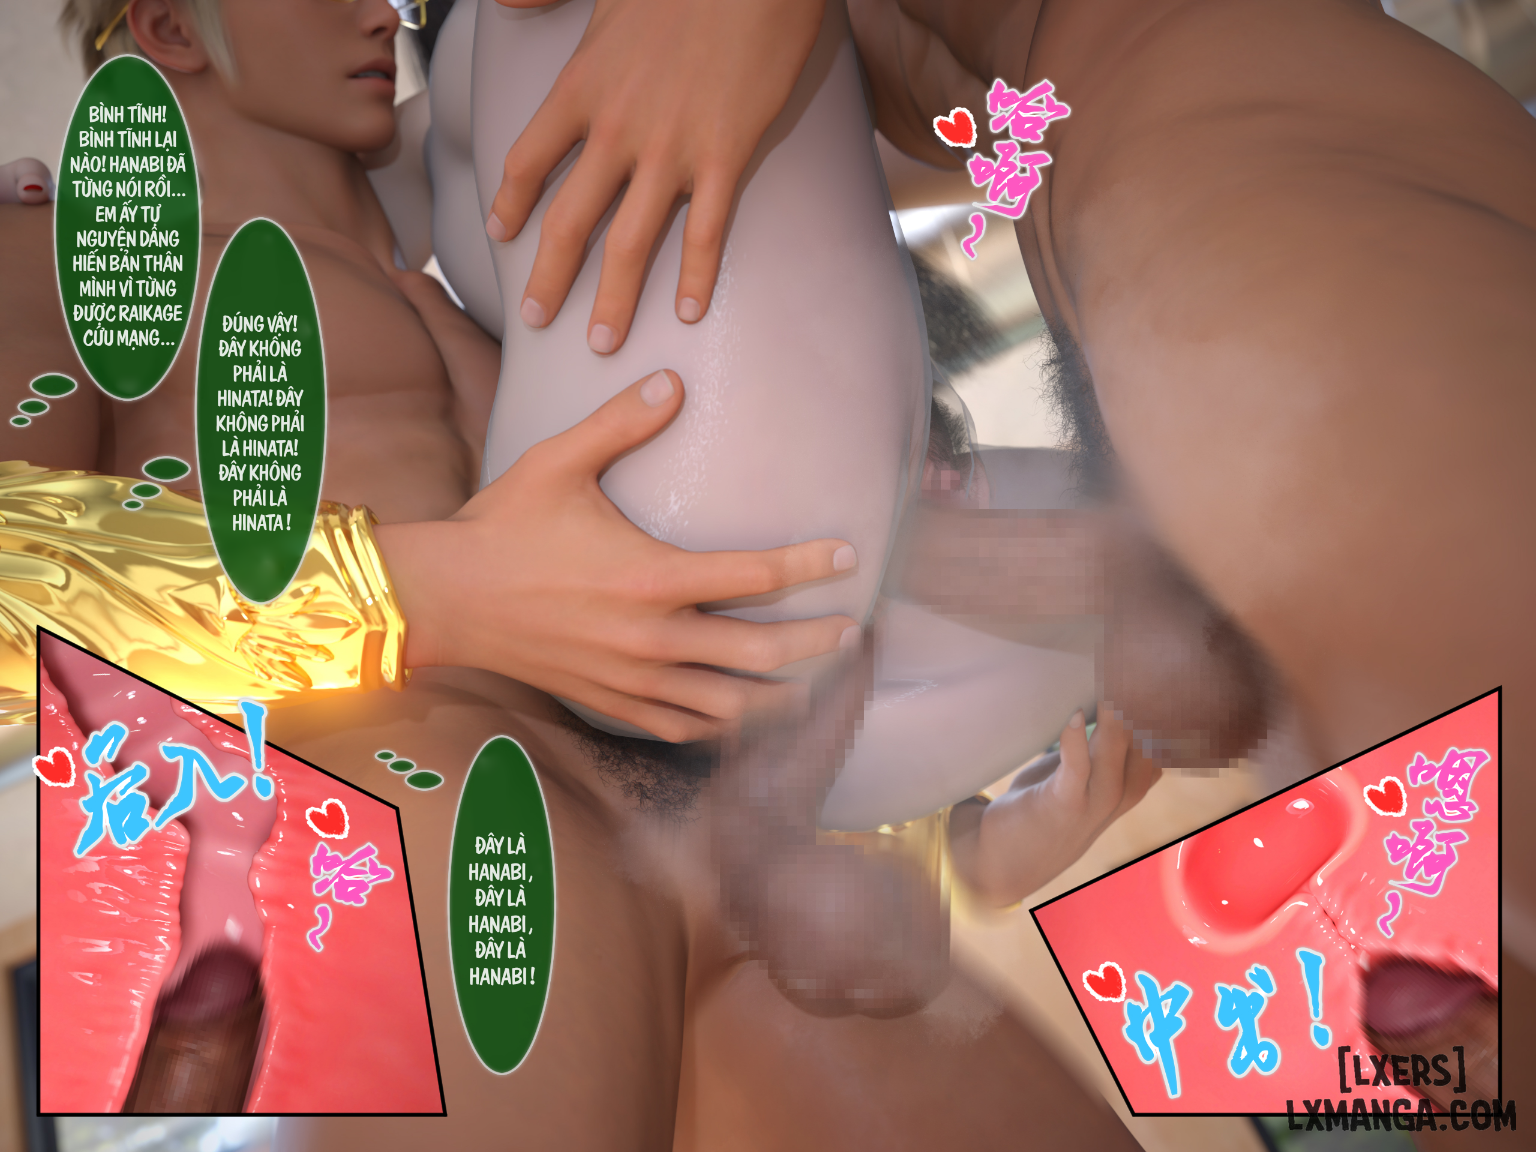 BÌNH TĨNH!
BÌNH TĨNH LẠI
NÀO! HANABI ĐÃ
TỪNG NÓI RỒI...
EM ẤY TỰ
NGUYỆN DÂNG
HIẾN BẢN THÂN
MÌNH VÌ TỪNG
ĐƯỢC RAIKAGE
CỨU MẠNG...
ĐÚNG VẬY!
ĐÂY KHÔNG
PHẢI LÀ
HINATA! ĐÂY
KHÔNG PHẢI
LÀ HINATA!
ĐÂY KHÔNG
PHẢI LÀ
HINATA!
哈啊~
后入!
哈~
ĐÂY LÀ
HANABI,
ĐÂY LÀ
HANABI,
ĐÂY LÀ
HANABI!
嗯啊~
中出!
[LXERS]
LXMANGA.COM